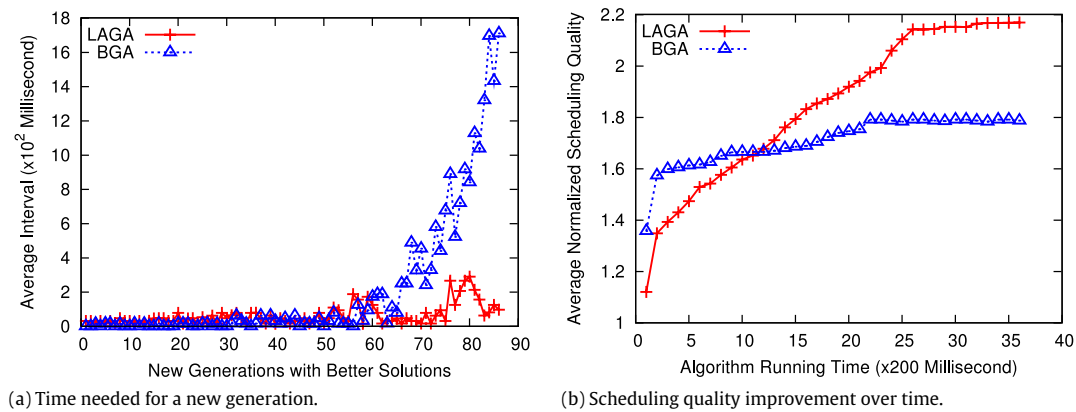 LAGA
BGA
Average Interval (x10² Millisecond)
18
16
14
12
10
8
6
4
2
0
0 10 20 30 40 50 60 70 80 90
New Generations with Better Solutions
(a) Time needed for a new generation.
LAGA
BGA
Average Normalized Scheduling Quality
2.2
2
1.8
1.6
1.4
1.2
1
0 5 10 15 20 25 30 35 40
Algorithm Running Time (x200 Millisecond)
(b) Scheduling quality improvement over time.